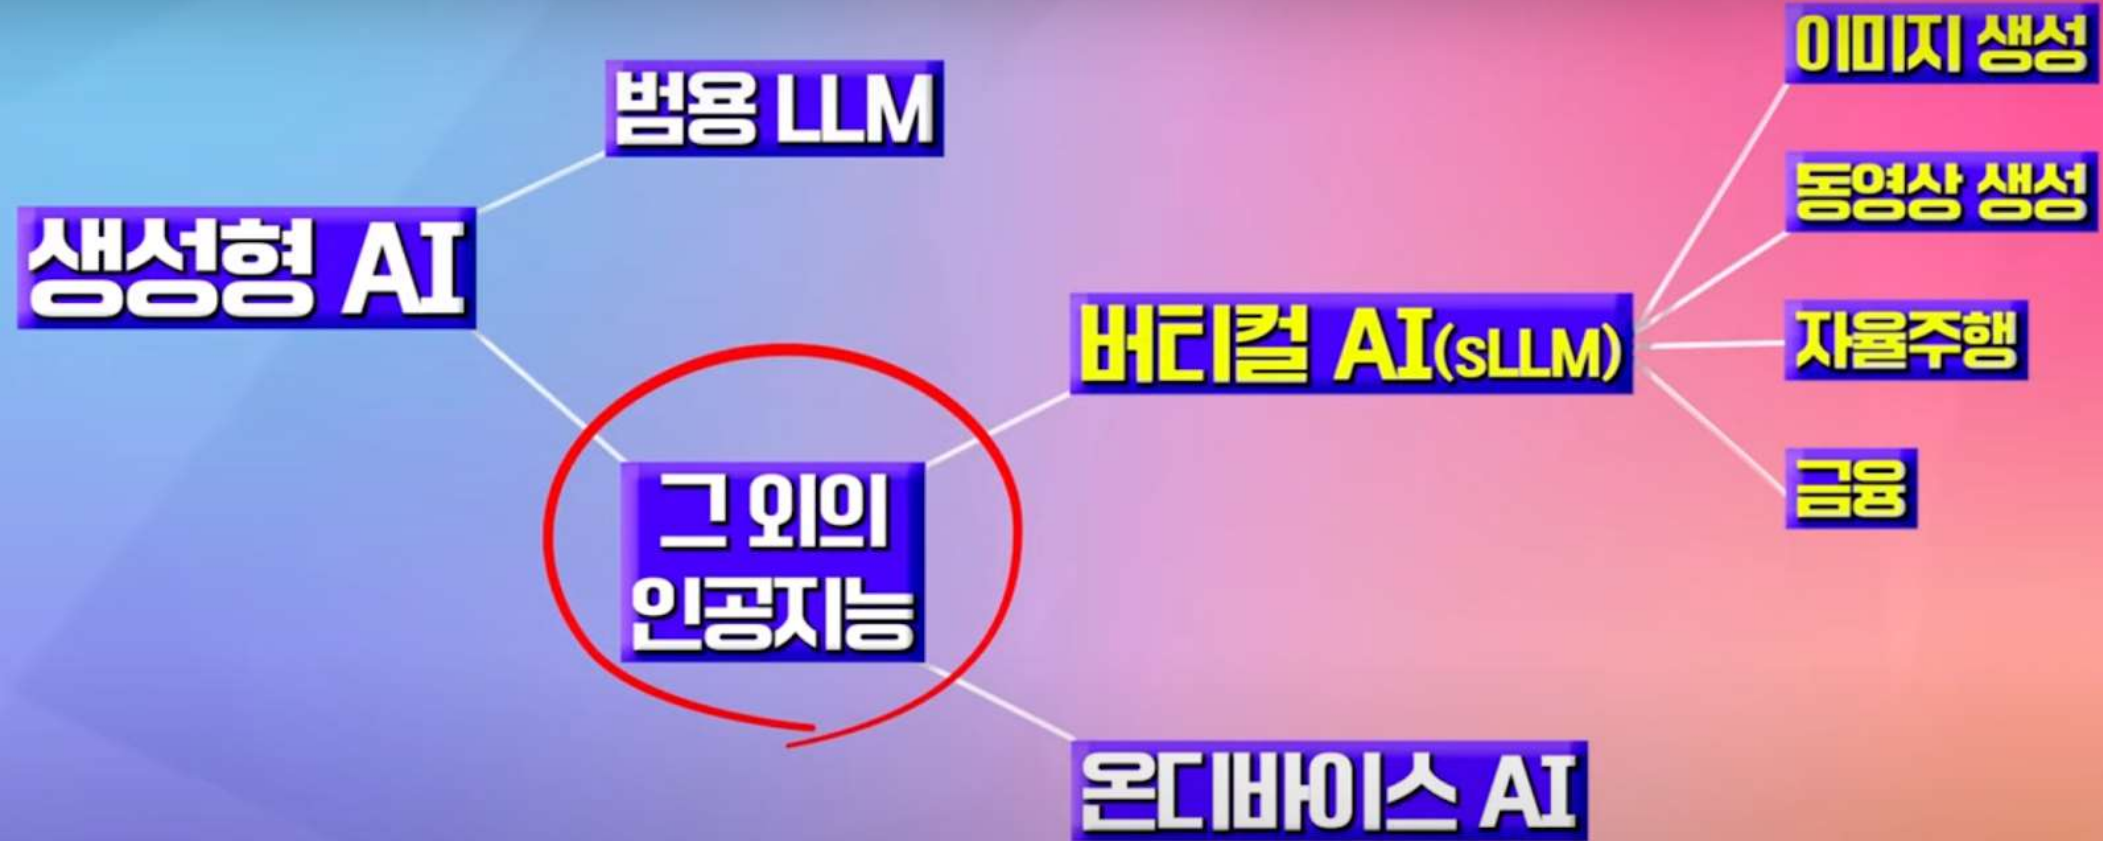 생성형 AI
범용 LLM
그 외의
인공지능
버티컬 AI(sLLM)
이미지 생성
동영상 생성
자율주행
금융
온디바이스 AI